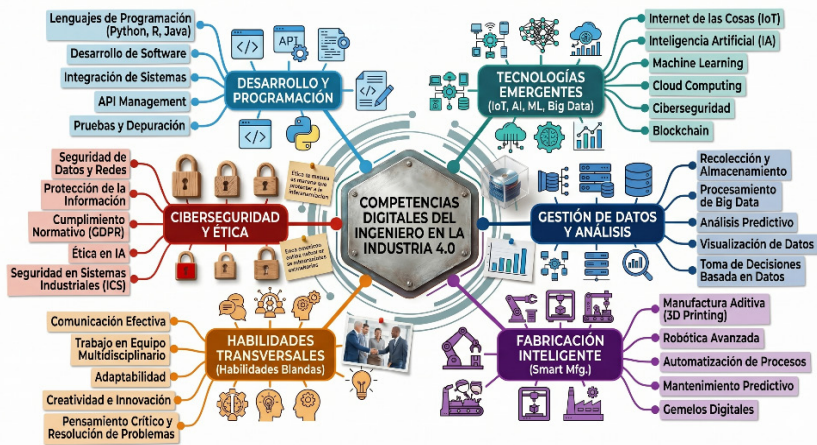 COMPETENCIAS
DIGITALES DEL
INGENIERO EN LA
INDUSTRIA 4.0
DESARROLLO Y
PROGRAMACIÓN
Lenguajes de Programación
(Python, R, Java)
Desarrollo de Software
Integración de Sistemas
API Management
Pruebas y Depuración
API
TECNOLOGÍAS
EMERGENTES
(IoT, AI, ML, Big Data)
Internet de las Cosas (IoT)
Inteligencia Artificial (IA)
Machine Learning
Cloud Computing
Ciberseguridad
Blockchain
CIBERSEGURIDAD
Y ÉTICA
Seguridad de
Datos y Redes
Protección de la
Información
Cumplimiento
Normativo (GDPR)
Ética en IA
Seguridad en Sistemas
Industriales (ICS)
GESTIÓN DE DATOS
Y ANÁLISIS
Recolección y
Almacenamiento
Procesamiento
de Big Data
Análisis Predictivo
Visualización de Datos
Toma de Decisiones
Basada en Datos
HABILIDADES
TRANSVERSALES
(Habilidades Blandas)
Comunicación Efectiva
Trabajo en Equipo
Multidisciplinario
Adaptabilidad
Creatividad e Innovación
Pensamiento Crítico y
Resolución de Problemas
FABRICACIÓN
INTELIGENTE
(Smart Mfg.)
Manufactura Aditiva
(3D Printing)
Robótica Avanzada
Automatización de Procesos
Mantenimiento Predictivo
Gemelos Digitales